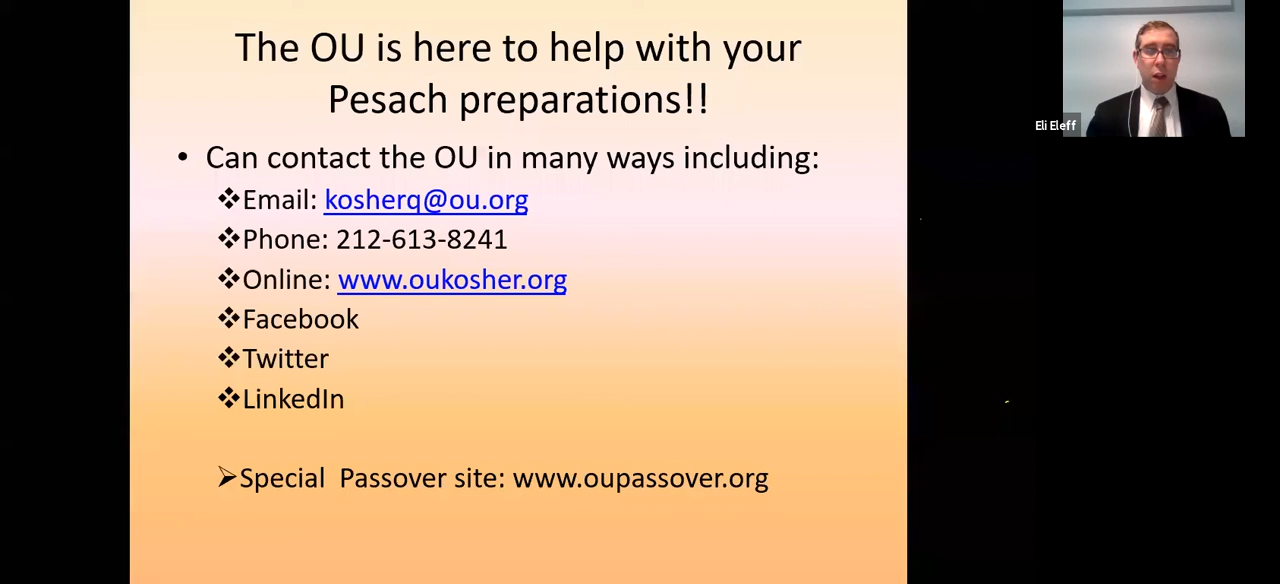 The OU is here to help with your
Pesach preparations!!
• Can contact the OU in many ways including:
❖Email: kosherq@ou.org
❖Phone: 212-613-8241
❖Online: www.oukosher.org
❖Facebook
❖Twitter
❖LinkedIn
➢Special  Passover site: www.oupassover.org
Eli Eleff